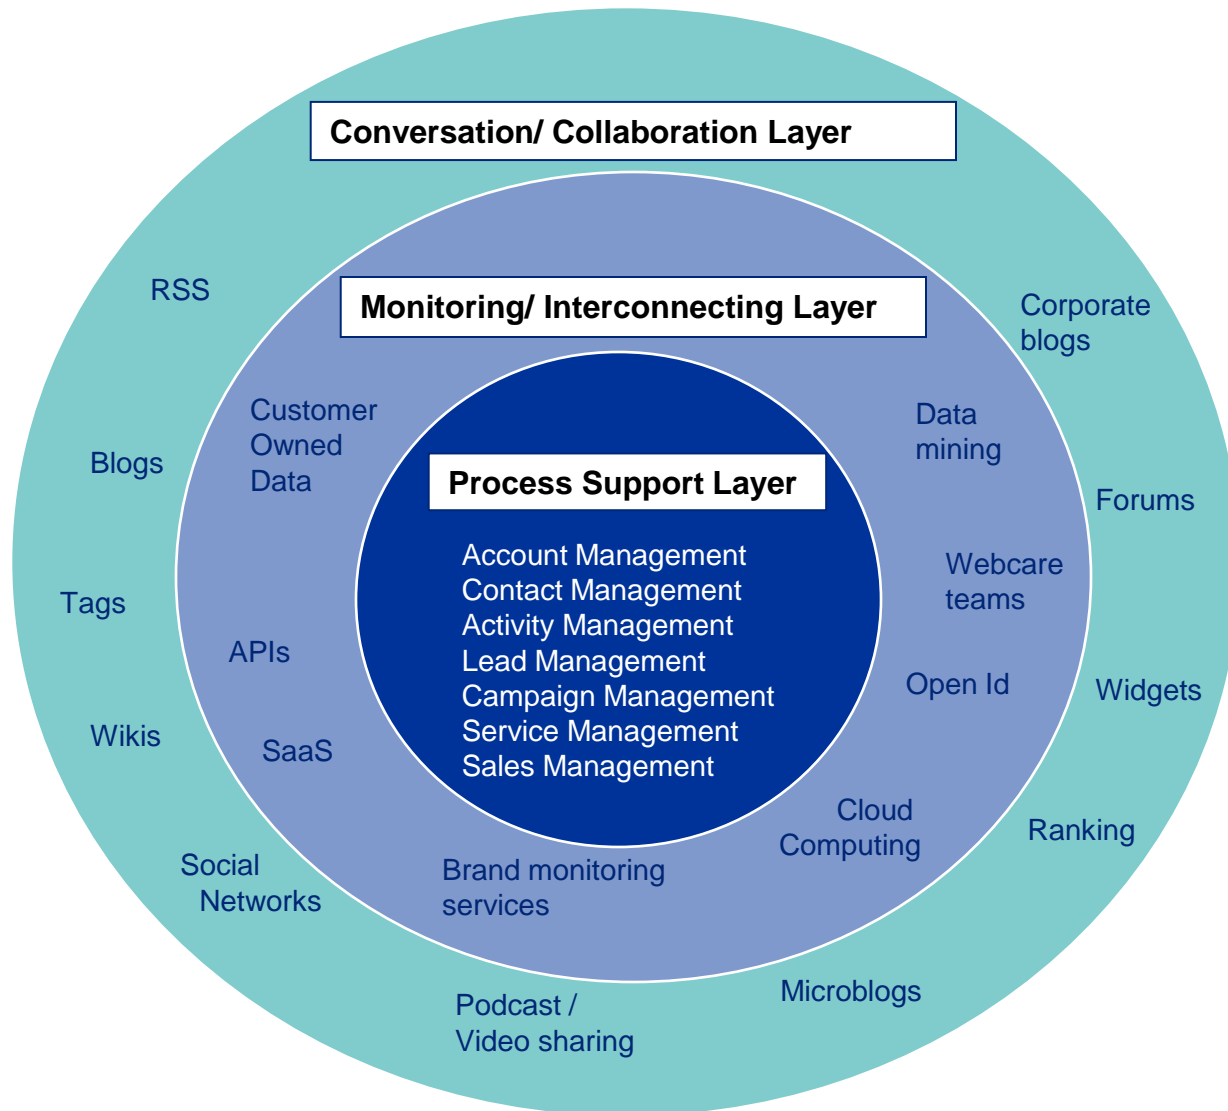 Conversation/ Collaboration Layer
RSS
Monitoring/ Interconnecting Layer
Corporate
blogs
Customer
Owned
Data
Data
mining
Blogs
Process Support Layer
Forums
Account Management
Contact Management
Activity Management
Lead Management
Campaign Management
Service Management
Sales Management
Webcare
teams
Tags
APIs
Open Id
Widgets
Wikis
SaaS
Cloud
Computing
Ranking
Social
Networks
Brand monitoring
services
Microblogs
Podcast /
Video sharing